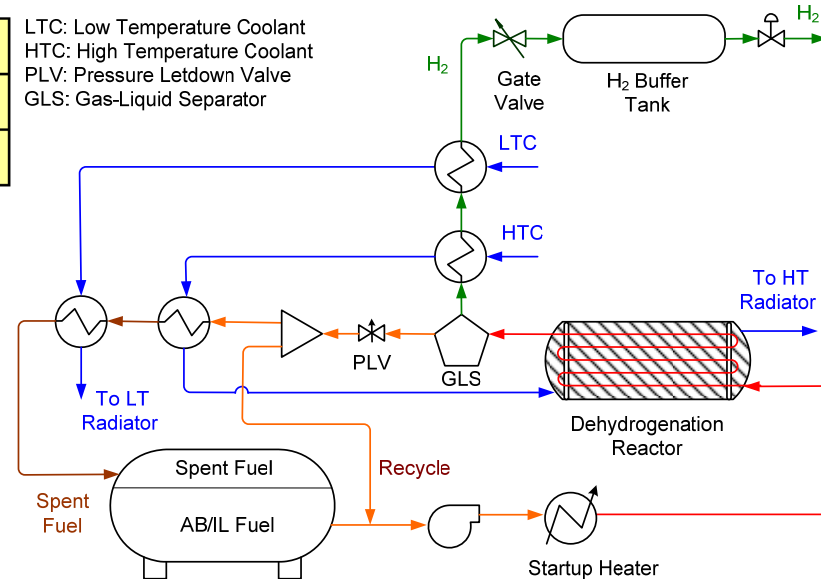 LTC: Low Temperature Coolant
HTC: High Temperature Coolant
PLV: Pressure Letdown Valve
GLS: Gas-Liquid Separator
H₂
H₂
Gate
Valve
H₂ Buffer
Tank
LTC
HTC
To HT
Radiator
PLV
GLS
To LT
Radiator
Dehydrogenation
Reactor
Spent Fuel
Recycle
Spent
Fuel
AB/IL Fuel
Startup Heater